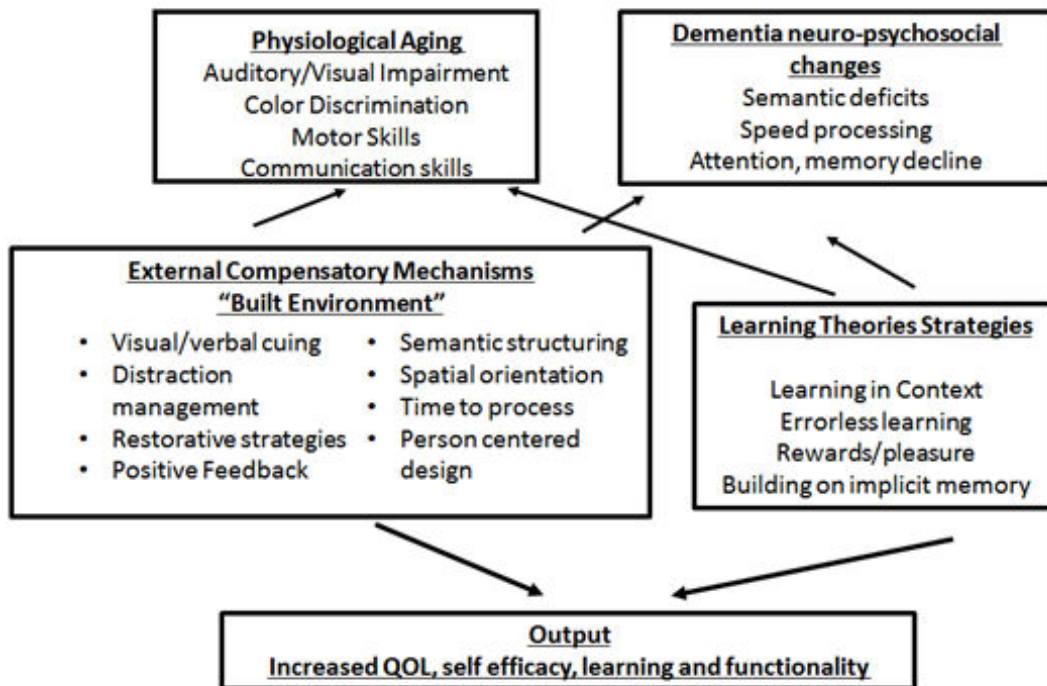 Physiological Aging
Auditory/Visual Impairment
Color Discrimination
Motor Skills
Communication skills
Dementia neuro-psychosocial
changes
Semantic deficits
Speed processing
Attention, memory decline
External Compensatory Mechanisms
“Built Environment”
• Visual/verbal cuing
• Distraction
management
• Restorative strategies
• Positive Feedback
• Semantic structuring
• Spatial orientation
• Time to process
• Person centered
design
Learning Theories Strategies
Learning in Context
Errorless learning
Rewards/pleasure
Building on implicit memory
Output
Increased QOL, self efficacy, learning and functionality